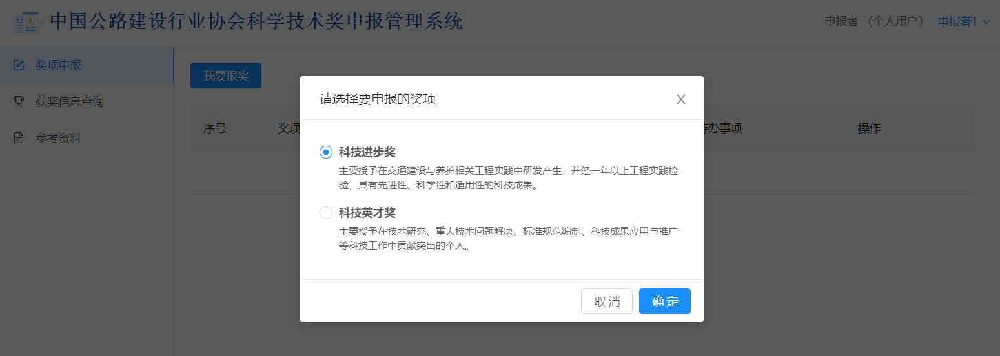 中国公路建设行业协会科学技术奖申报管理系统
申报者 （个人用户） 申报者1
奖项申报
获奖信息查询
参考资料
我要报奖
序号 奖项 待办事项 操作
请选择要申报的奖项
科技进步奖
主要授予在交通建设与养护相关工程实践中研发产生，并经一年以上工程实践检
验，具有先进性、科学性和适用性的科技成果。
科技英才奖
主要授予在技术研究、重大技术问题解决、标准规范编制、科技成果应用与推广
等科技工作中贡献突出的个人。
取消 确定